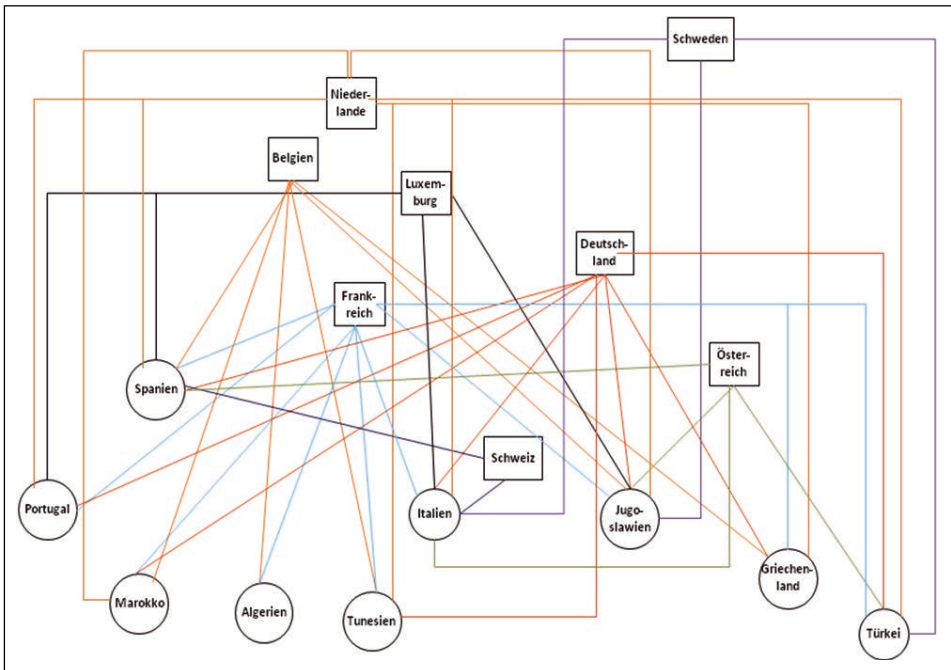 Schweden
Nieder-
lande
Belgien
Luxem-
burg
Deutsch-
land
Frank-
reich
Öster-
reich
Spanien
Schweiz
Portugal
Italien
Jugo-
slawien
Griechen-
land
Marokko
Algerien
Tunesien
Türkei